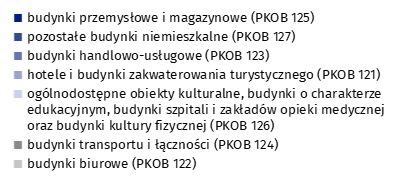 budynki przemysłowe i magazynowe (PKOB 125)
pozostałe budynki niemieszkalne (PKOB 127)
budynki handlowo-usługowe (PKOB 123)
hotele i budynki zakwaterowania turystycznego (PKOB 121)
ogólnodostępne obiekty kulturalne, budynki o charakterze
edukacyjnym, budynki szpitali i zakładów opieki medycznej
oraz budynki kultury fizycznej (PKOB 126)
budynki transportu i łączności (PKOB 124)
budynki biurowe (PKOB 122)